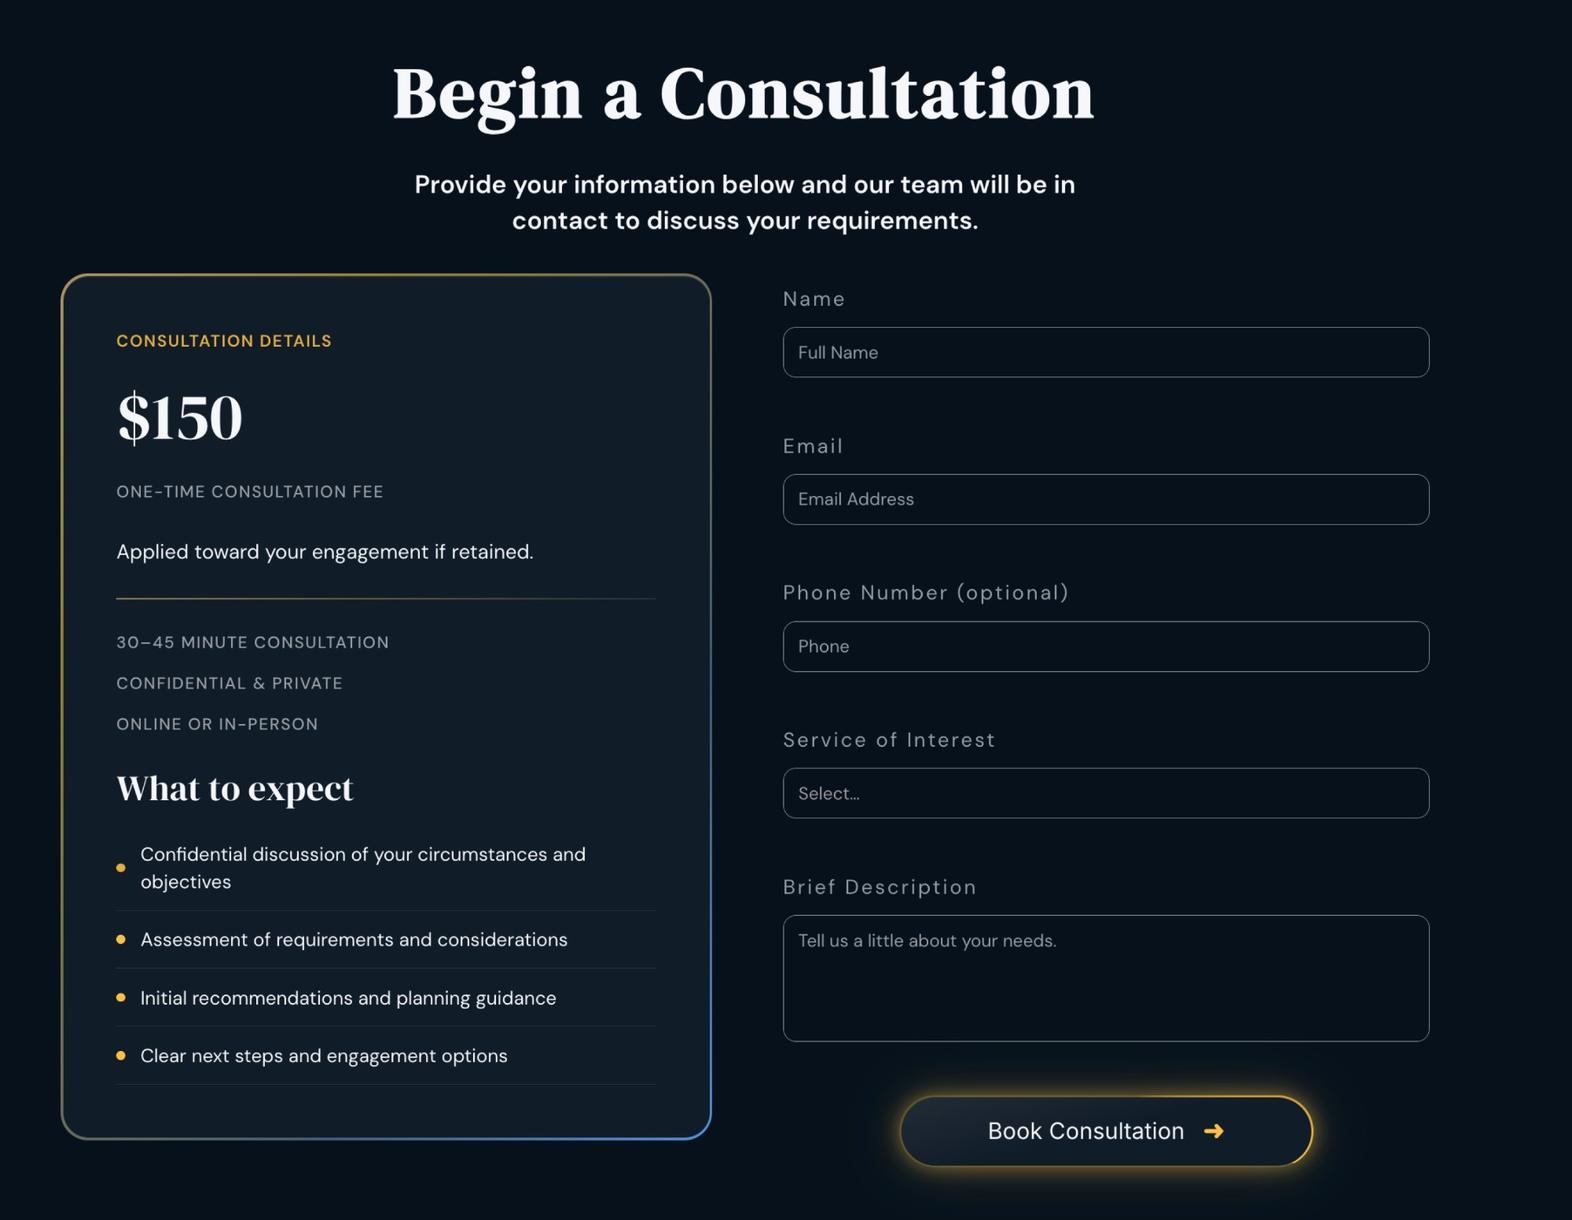 Begin a Consultation
Provide your information below and our team will be in
contact to discuss your requirements.
CONSULTATION DETAILS
$150
ONE-TIME CONSULTATION FEE
Applied toward your engagement if retained.
30–45 MINUTE CONSULTATION
CONFIDENTIAL & PRIVATE
ONLINE OR IN-PERSON
What to expect
Confidential discussion of your circumstances and
objectives
Assessment of requirements and considerations
Initial recommendations and planning guidance
Clear next steps and engagement options
Name
Full Name
Email
Email Address
Phone Number (optional)
Phone
Service of Interest
Select...
Brief Description
Tell us a little about your needs.
Book Consultation ➜